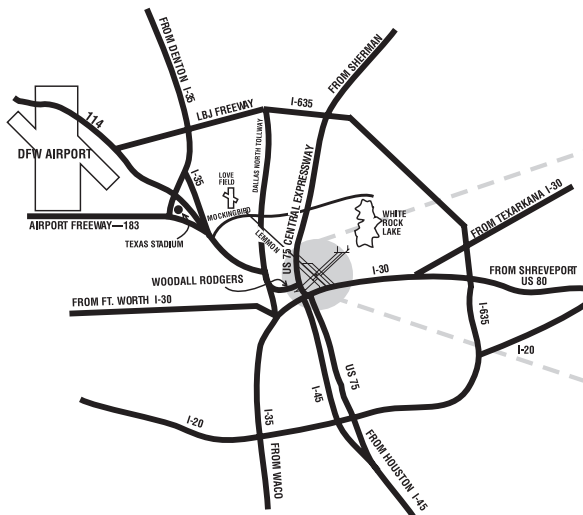 FROM DENTON I-35
FROM SHERMAN
LBJ FREEWAY
I-635
114
DFW AIRPORT
I-35
LOVE
FIELD
DALLAS NORTH TOLLWAY
US 75 CENTRAL EXPRESSWAY
MOCKINGBIRD
AIRPORT FREEWAY—183
TEXAS STADIUM
LEMMON
WHITE
ROCK
LAKE
FROM TEXARKANA I-30
WOODALL RODGERS
I-30
FROM SHREVEPORT
US 80
FROM FT. WORTH I-30
I-635
I-20
US 75
I-45
I-20
I-35
FROM WACO
FROM HOUSTON I-45